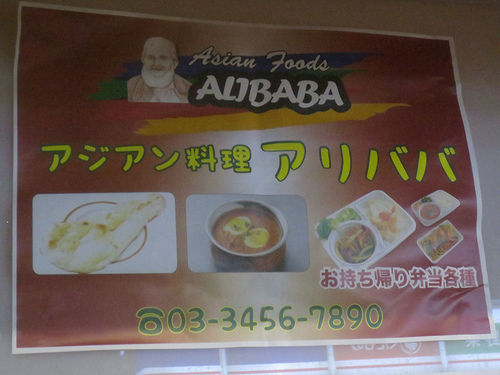 Asian Foods
ALIBABA
アジアン料理 アリババ
お持ち帰り弁当各種
☎03-3456-7890